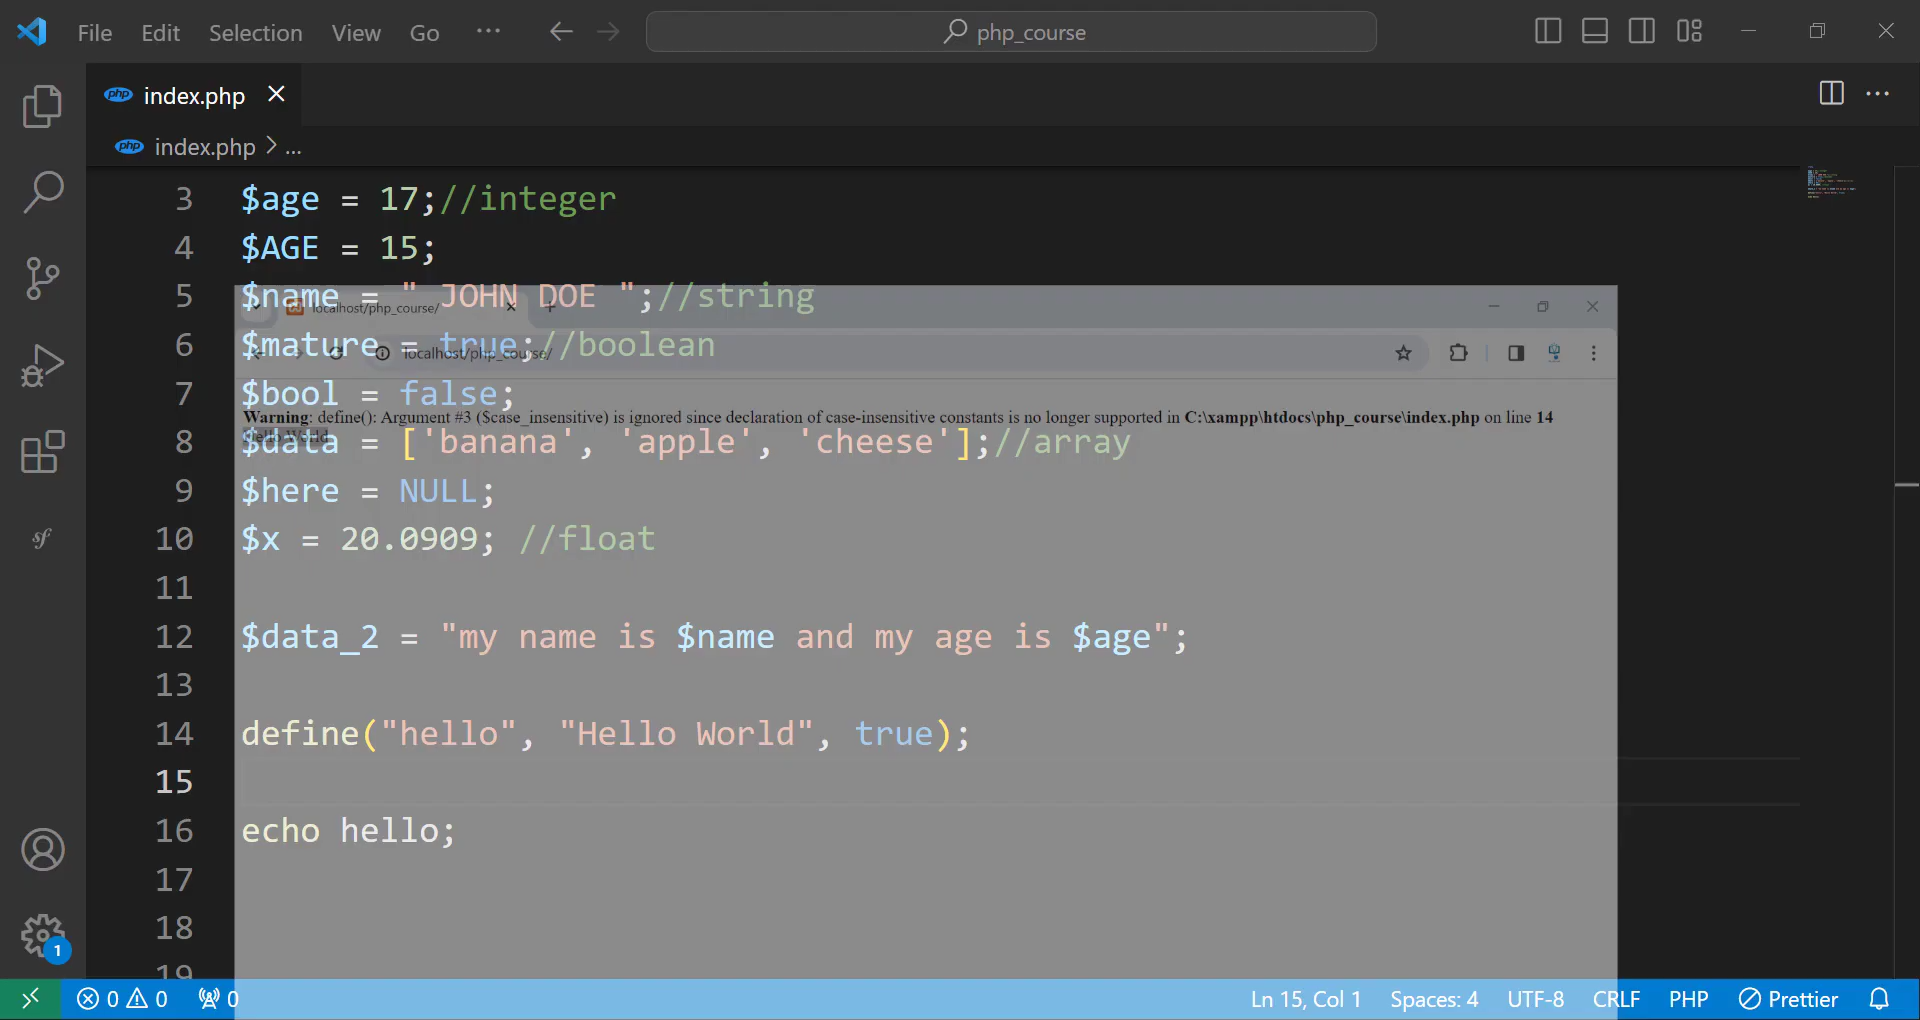 File Edit Selection View Go ··· php_course
index.php
index.php > ...
3 $age = 17;//integer
4 $AGE = 15;
5 $name = " JOHN DOE ";//string
localhost/php_course/
6 $mature = true;//boolean
localhost/php_course/
7 $bool = false;
Warning: define(): Argument #3 ($case_insensitive) is ignored since declaration of case-insensitive constants is no longer supported in C:\xampp\htdocs\php_course\index.php on line 14
Hello World
8 $data = ['banana', 'apple', 'cheese'];//array
9 $here = NULL;
10 $x = 20.0909; //float
11
12 $data_2 = "my name is $name and my age is $age";
13
14 define("hello", "Hello World", true);
15
16 echo hello;
17
18
19
1
0 0 0 Ln 15, Col 1 Spaces: 4 UTF-8 CRLF PHP Prettier